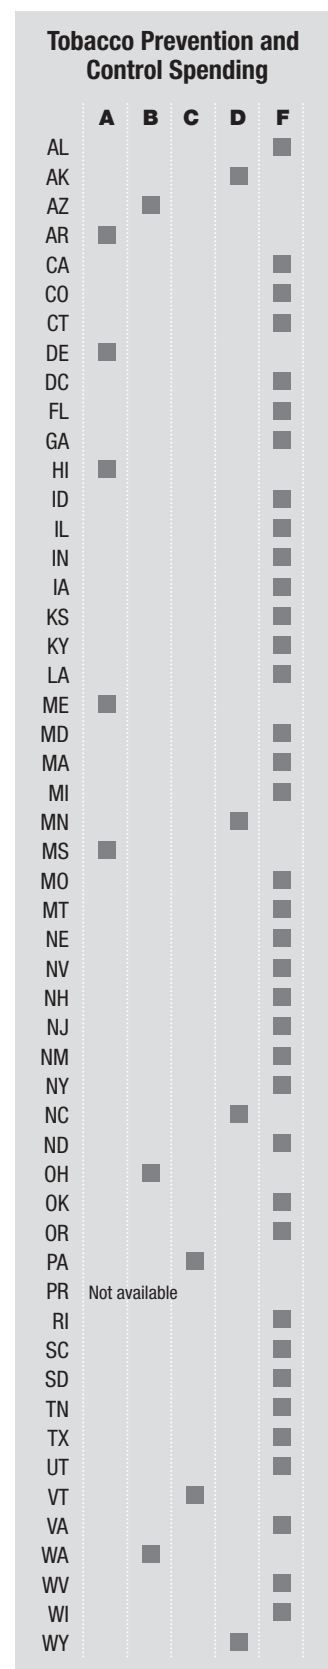 Tobacco Prevention and
Control Spending
A B C D F
AL
AK
AZ
AR
CA
CO
CT
DE
DC
FL
GA
HI
ID
IL
IN
IA
KS
KY
LA
ME
MD
MA
MI
MN
MS
MO
MT
NE
NV
NH
NJ
NM
NY
NC
ND
OH
OK
OR
PA
PR Not available
RI
SC
SD
TN
TX
UT
VT
VA
WA
WV
WI
WY